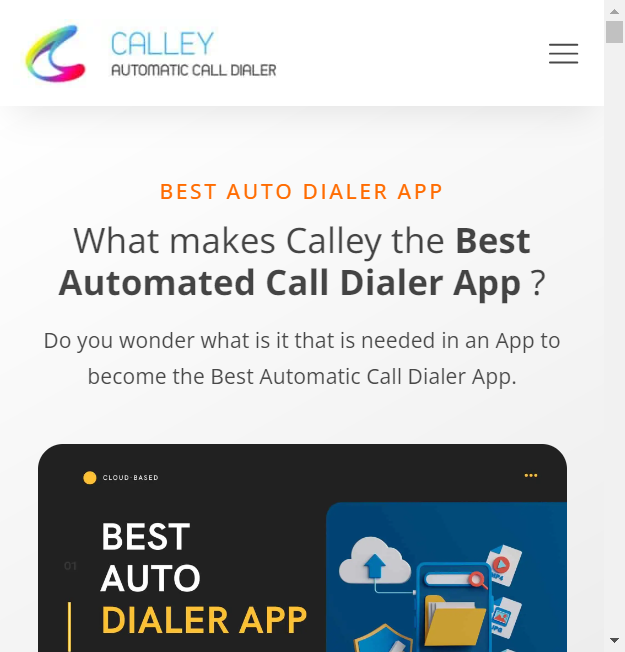 CALLEY
AUTOMATIC CALL DIALER
BEST AUTO DIALER APP
What makes Calley the Best
Automated Call Dialer App ?
Do you wonder what is it that is needed in an App to
become the Best Automatic Call Dialer App.
CLOUD-BASED
BEST
01
AUTO
DIALER APP
MP4
JPG